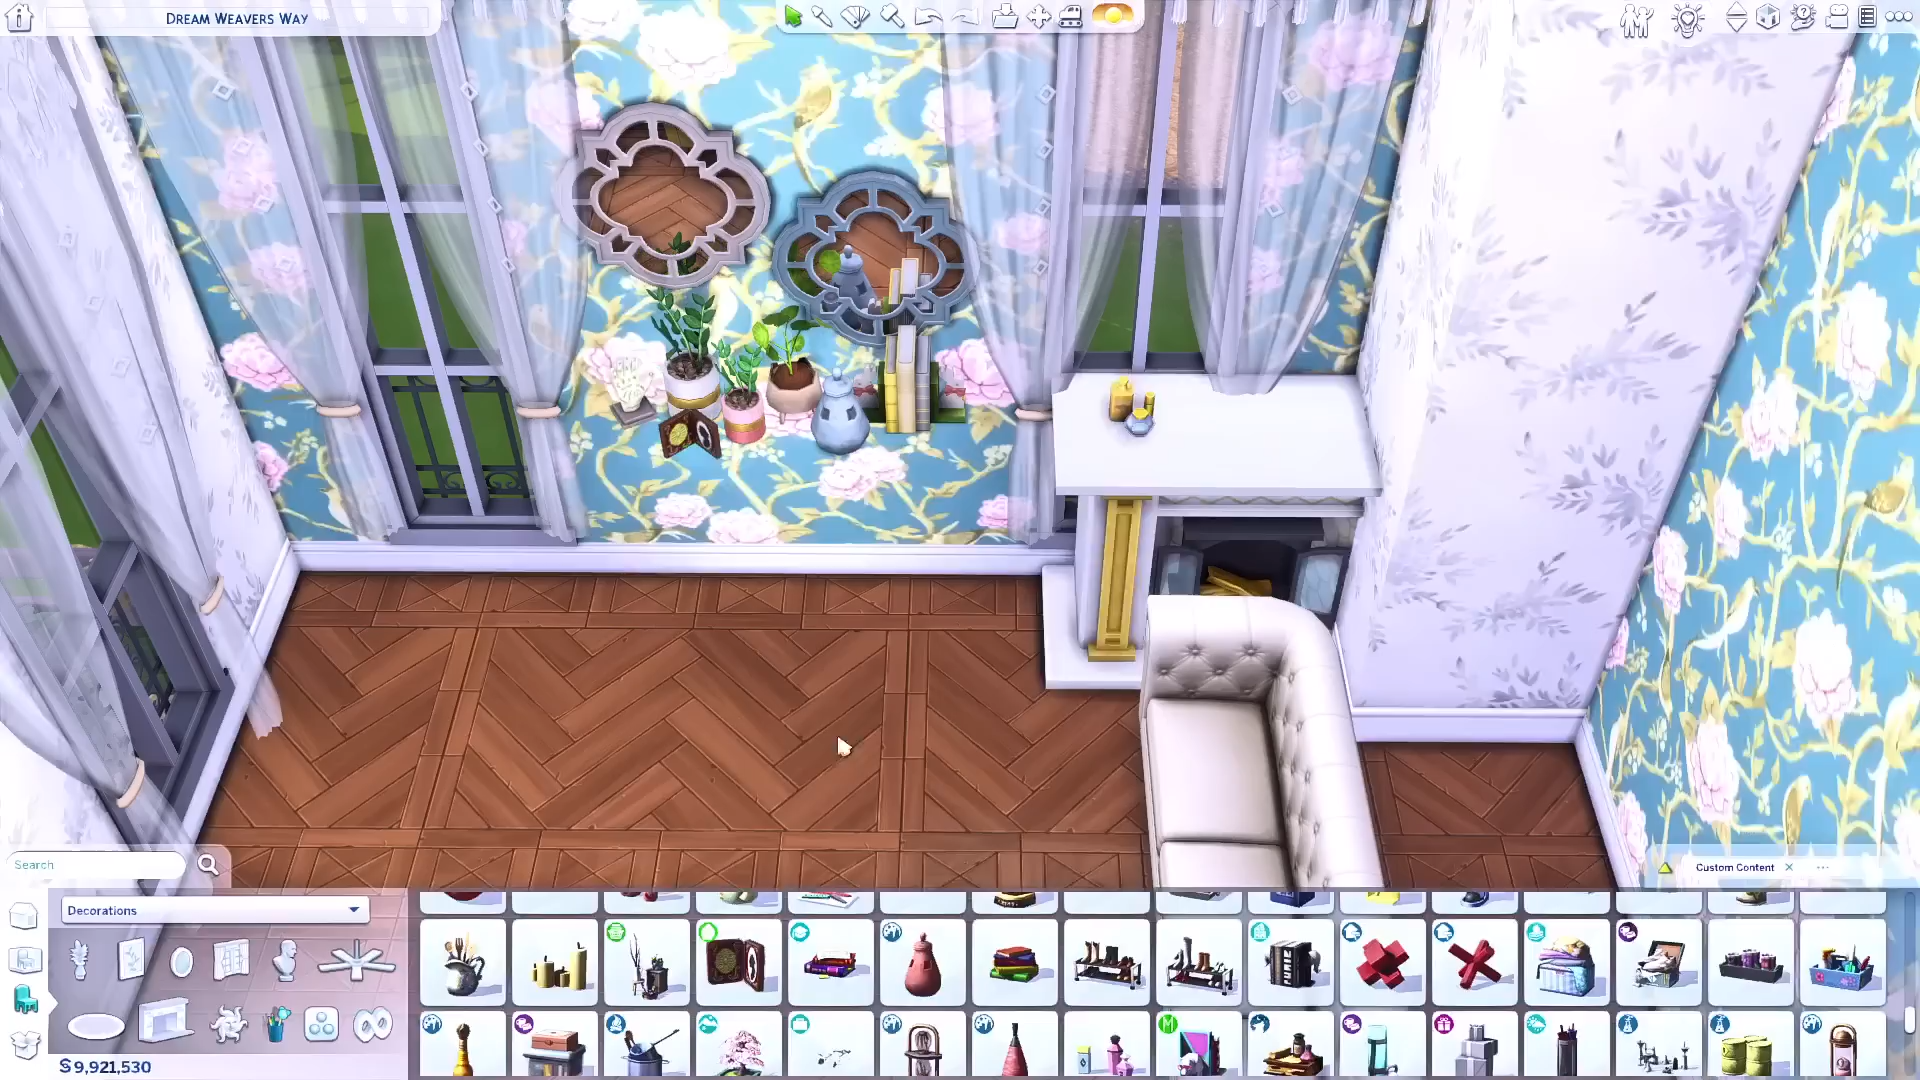 Dream Weavers Way
Search
Custom Content
Decorations
§9,921,530